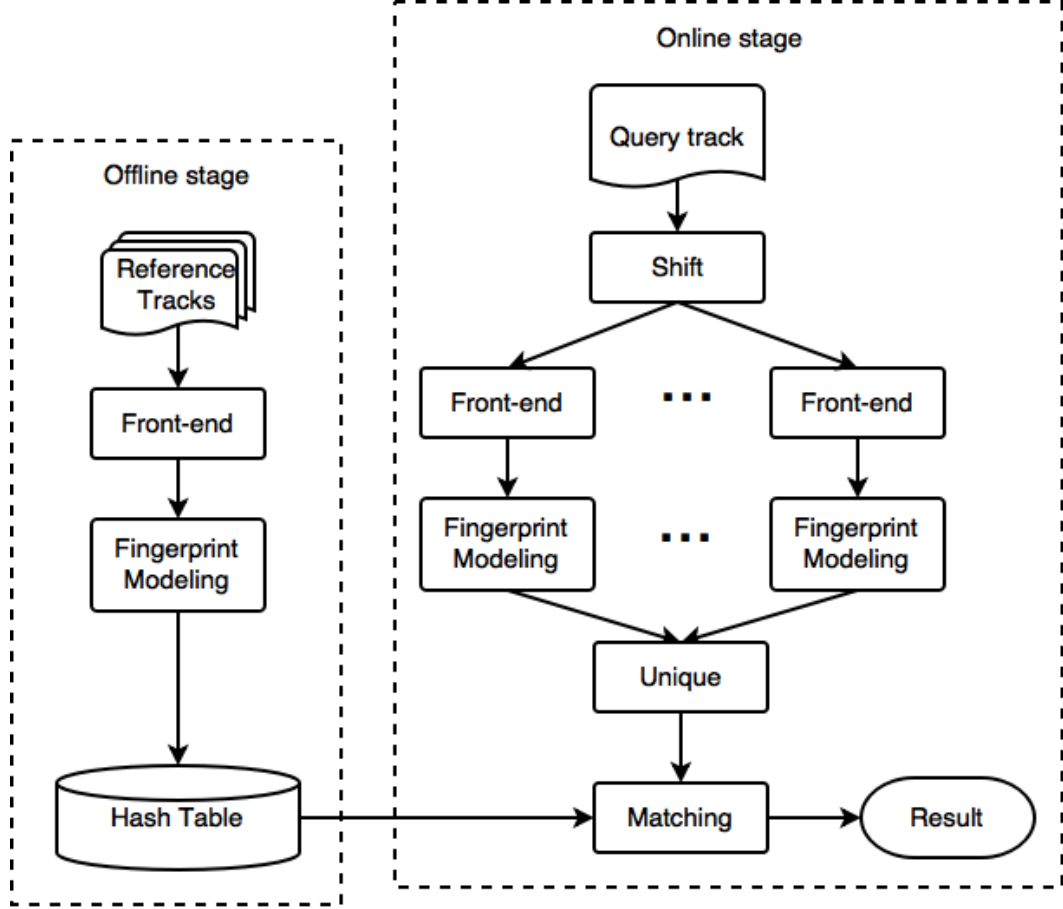 Online stage
Query track
Offline stage
Shift
Reference
Tracks
Front-end
...
Front-end
Front-end
Fingerprint
Modeling
...
Fingerprint
Modeling
Fingerprint
Modeling
Unique
Hash Table
Matching
Result